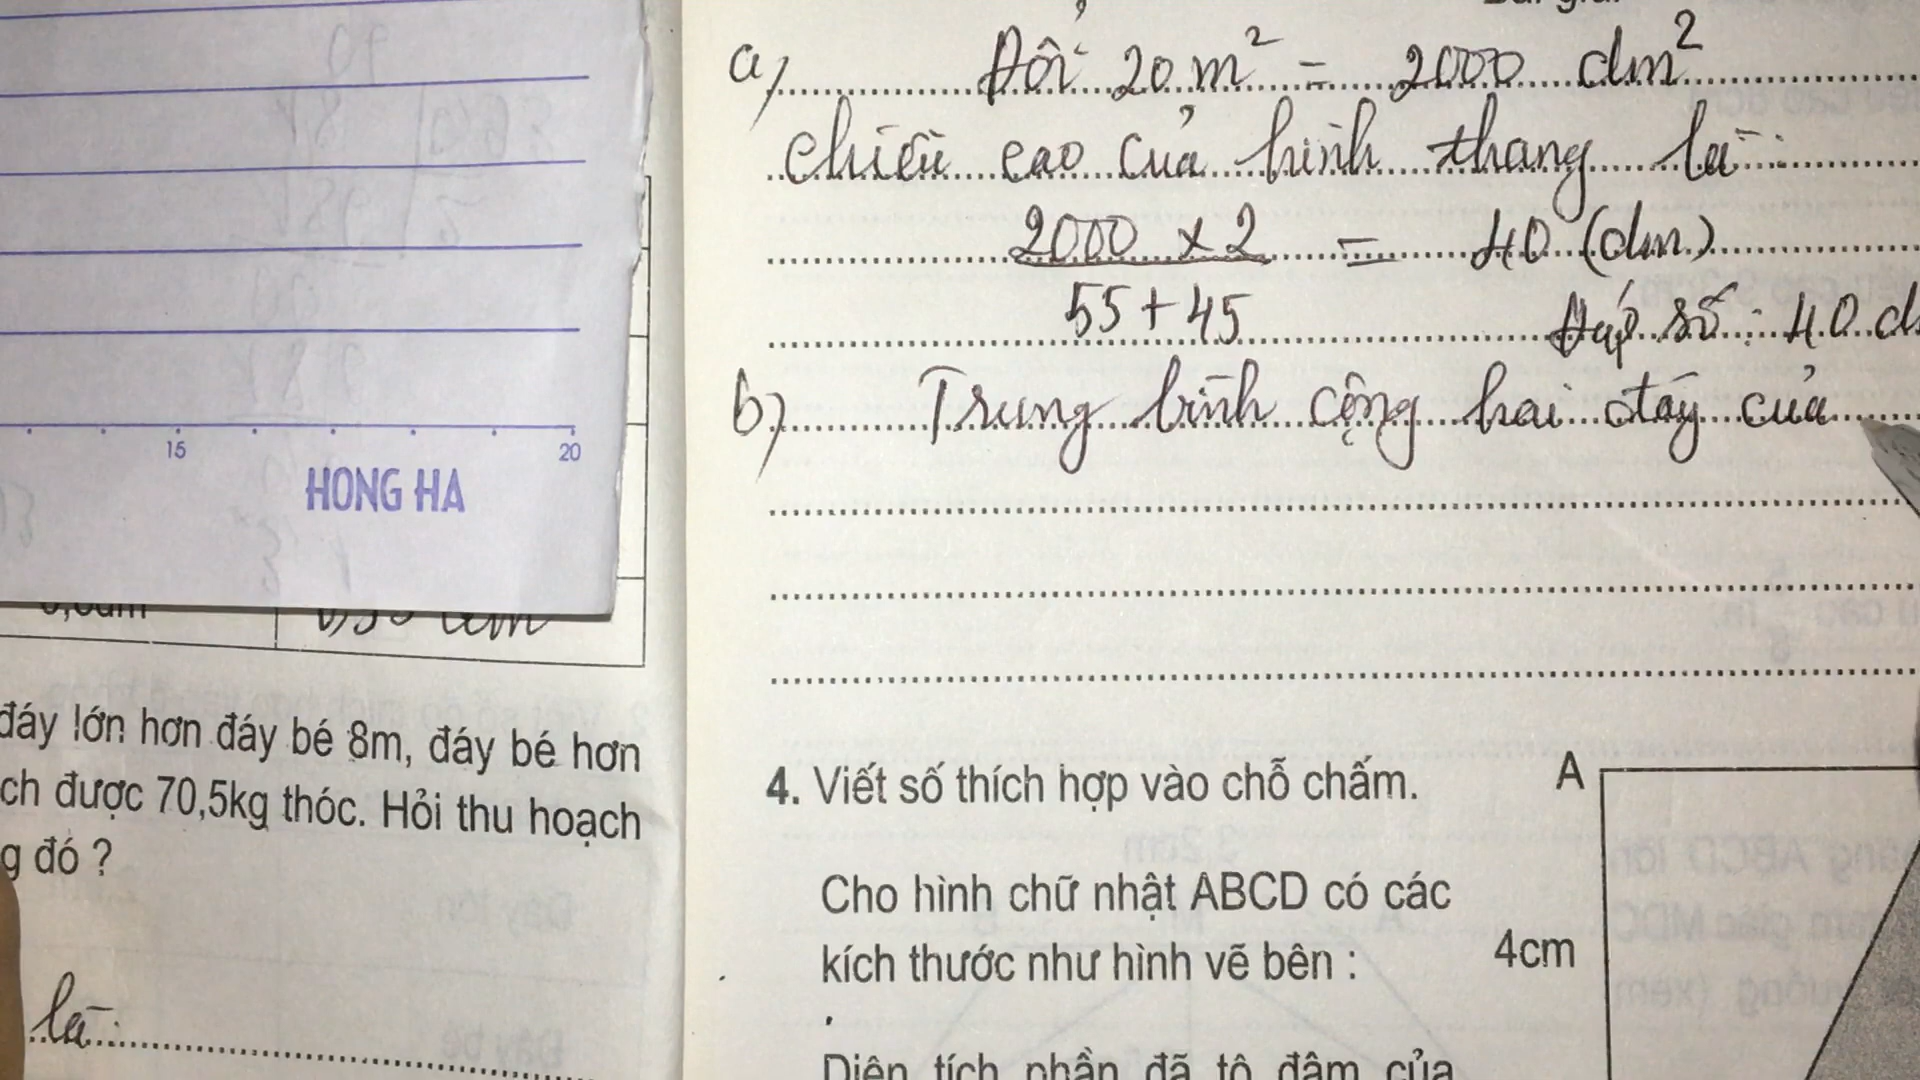 15 20
HONG HA
đáy lớn hơn đáy bé 8m, đáy bé hơn
ch được 70,5kg thóc. Hỏi thu hoạch
g đó ?
là :
a) Đổi 20 m² = 2000 dm²
chiều cao của hình thang là :
2000 x 2 = 40 (dm)
55 + 45
Đáp số : 40 d
b) Trung bình cộng hai đáy của
4. Viết số thích hợp vào chỗ chấm.
A
Cho hình chữ nhật ABCD có các
kích thước như hình vẽ bên :
4cm
Diện tích phần đã tô đậm của